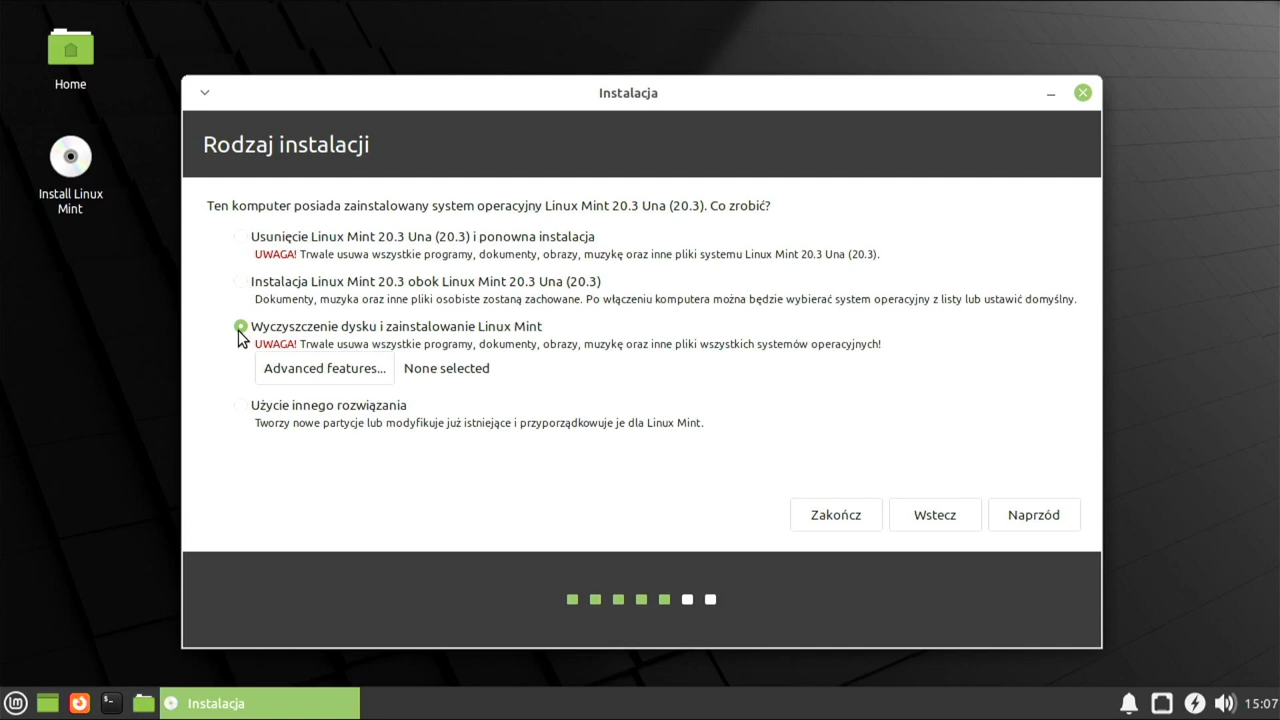 Home
Install Linux
Mint
Instalacja
Rodzaj instalacji
Ten komputer posiada zainstalowany system operacyjny Linux Mint 20.3 Una (20.3). Co zrobić?
Usunięcie Linux Mint 20.3 Una (20.3) i ponowna instalacja
UWAGA! Trwale usuwa wszystkie programy, dokumenty, obrazy, muzykę oraz inne pliki systemu Linux Mint 20.3 Una (20.3).
Instalacja Linux Mint 20.3 obok Linux Mint 20.3 Una (20.3)
Dokumenty, muzyka oraz inne pliki osobiste zostaną zachowane. Po włączeniu komputera można będzie wybierać system operacyjny z listy lub ustawić domyślny.
Wyczyszczenie dysku i zainstalowanie Linux Mint
UWAGA! Trwale usuwa wszystkie programy, dokumenty, obrazy, muzykę oraz inne pliki wszystkich systemów operacyjnych!
Advanced features... None selected
Użycie innego rozwiązania
Tworzy nowe partycje lub modyfikuje już istniejące i przyporządkowuje je dla Linux Mint.
Zakończ Wstecz Naprzód
Instalacja 15:07